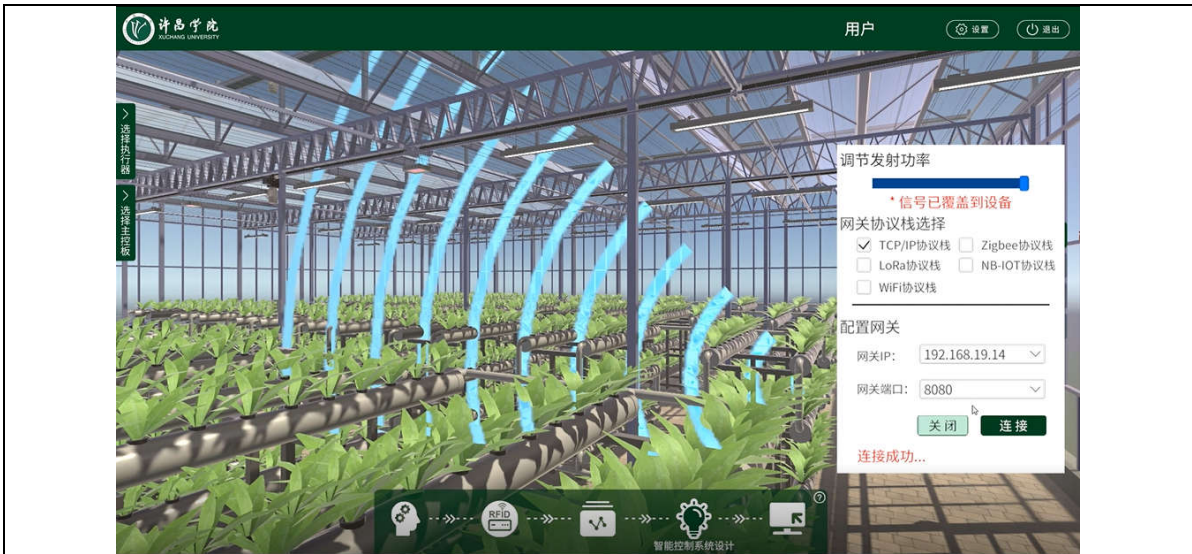 许昌学院
XUCHANG UNIVERSITY
用户
设置
退出
选择执行器
选择主控板
调节发射功率
*信号已覆盖到设备
网关协议栈选择
TCP/IP协议栈 Zigbee协议栈
LoRa协议栈 NB-IOT协议栈
WiFi协议栈
配置网关
网关IP: 192.168.19.14
网关端口: 8080
关闭 连接
连接成功...
RFID
?
智能控制系统设计